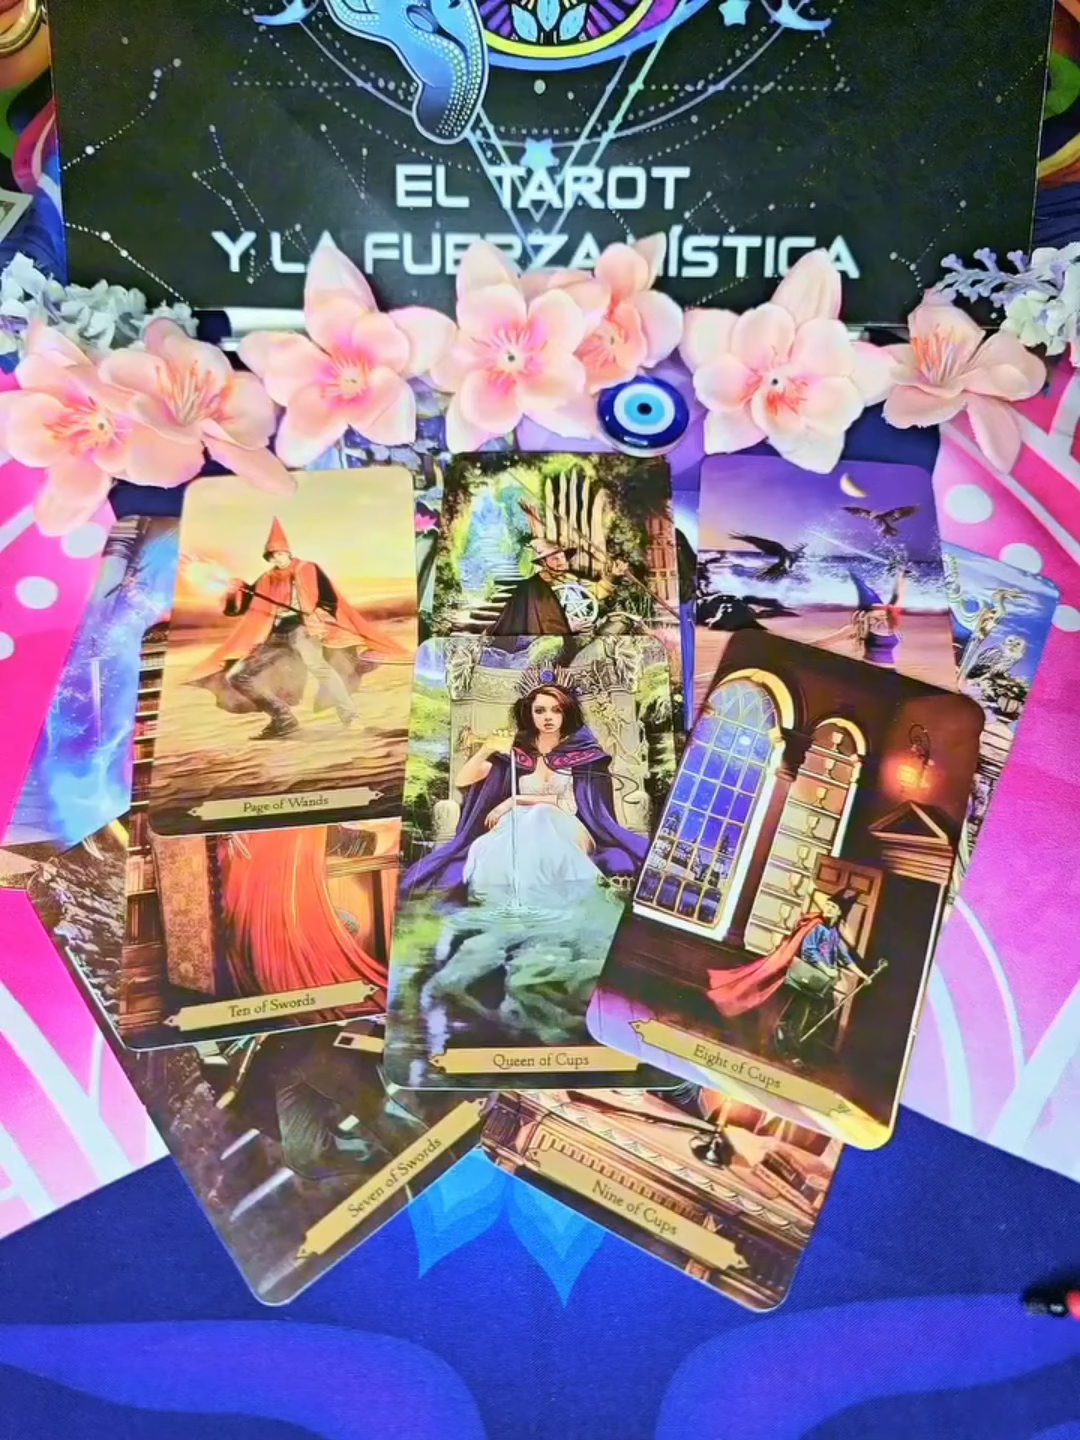 EL TAROT
Y LA FUERZA MÍSTICA
Page of Wands
Ten of Swords
Queen of Cups
Eight of Cups
Seven of Swords
Nine of Cups